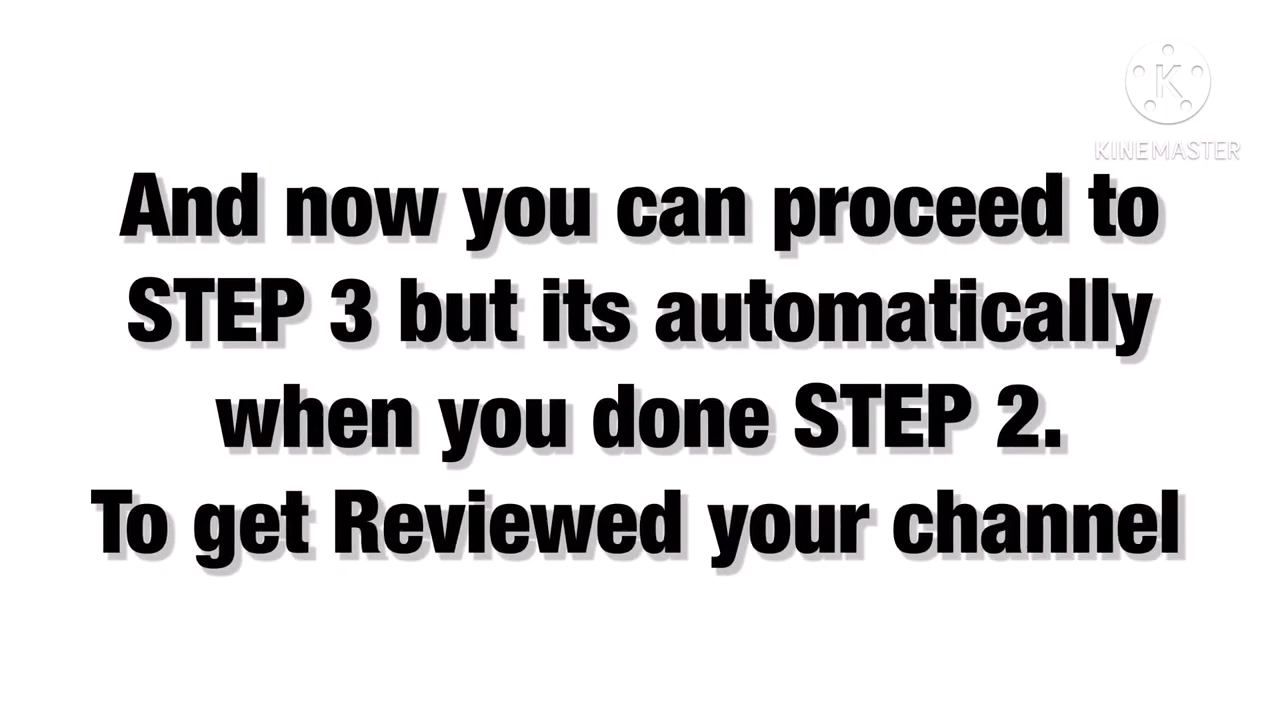 K
KINEMASTER
And now you can proceed to
STEP 3 but its automatically
when you done STEP 2.
To get Reviewed your channel